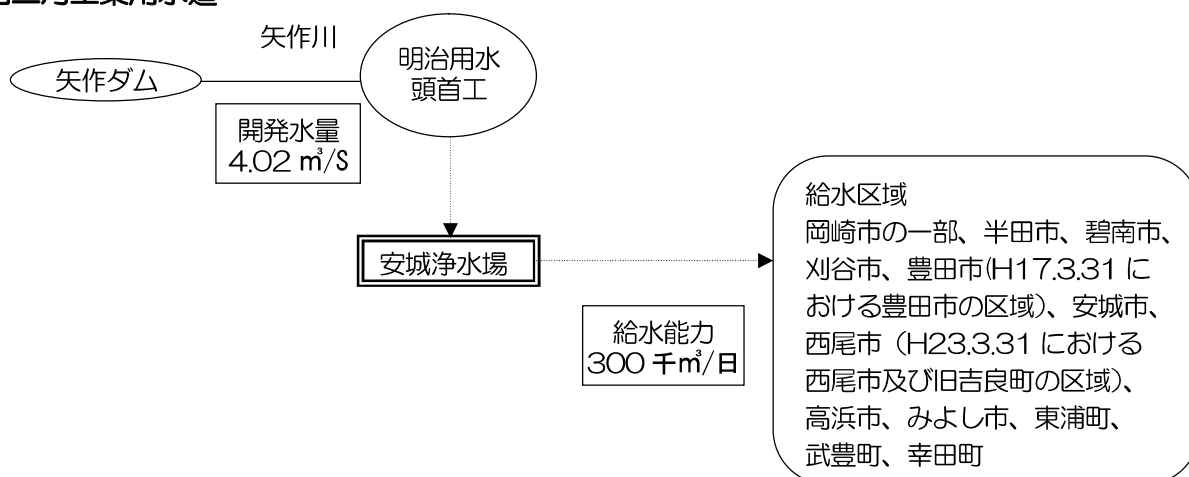 工業用水道
矢作川
矢作ダム
明治用水
頭首工
開発水量
4.02 ㎥/S
安城浄水場
給水能力
300 千㎥/日
給水区域
岡崎市の一部、半田市、碧南市、
刈谷市、豊田市(H17.3.31 に
おける豊田市の区域)、安城市、
西尾市（H23.3.31 における
西尾市及び旧吉良町の区域)、
高浜市、みよし市、東浦町、
武豊町、幸田町